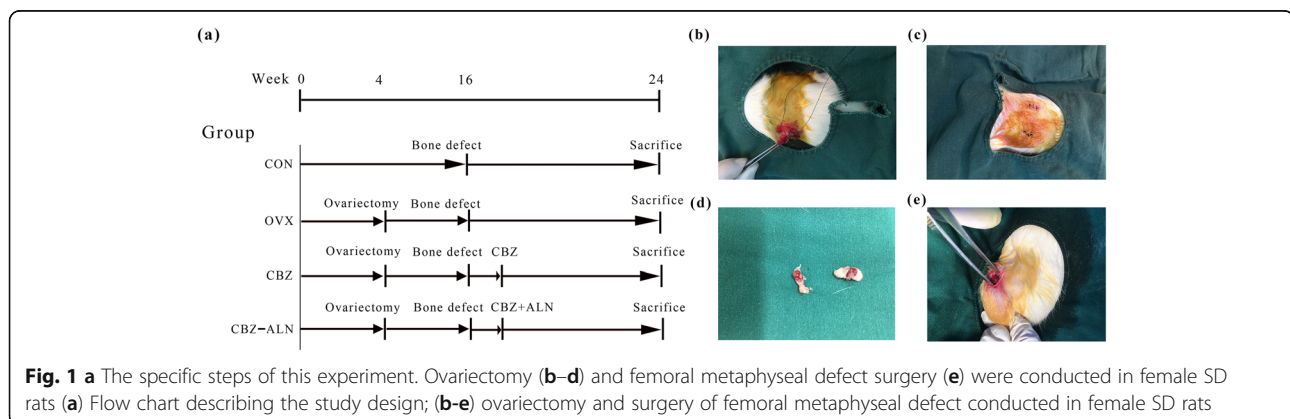 (a)
Week 0 4 16 24
Group
Bone defect Sacrifice
CON
Ovariectomy Bone defect Sacrifice
OVX
Ovariectomy Bone defect CBZ Sacrifice
CBZ
Ovariectomy Bone defect CBZ+ALN Sacrifice
CBZ−ALN
(b)
(c)
(d)
(e)
Fig. 1 a The specific steps of this experiment. Ovariectomy (b–d) and femoral metaphyseal defect surgery (e) were conducted in female SD
rats (a) Flow chart describing the study design; (b-e) ovariectomy and surgery of femoral metaphyseal defect conducted in female SD rats